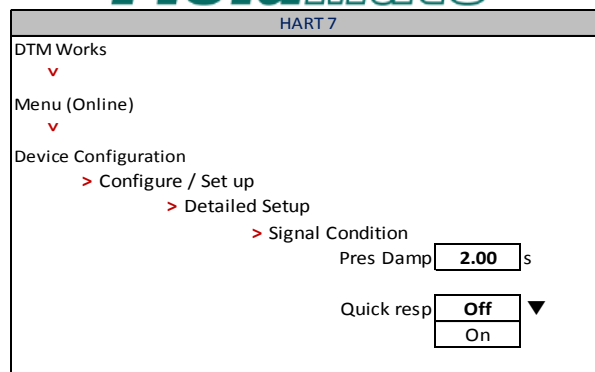 HART 7
DTM Works
˅
Menu (Online)
˅
Device Configuration
> Configure / Set up
> Detailed Setup
> Signal Condition
Pres Damp 2.00 s
Quick resp Off ▼
On